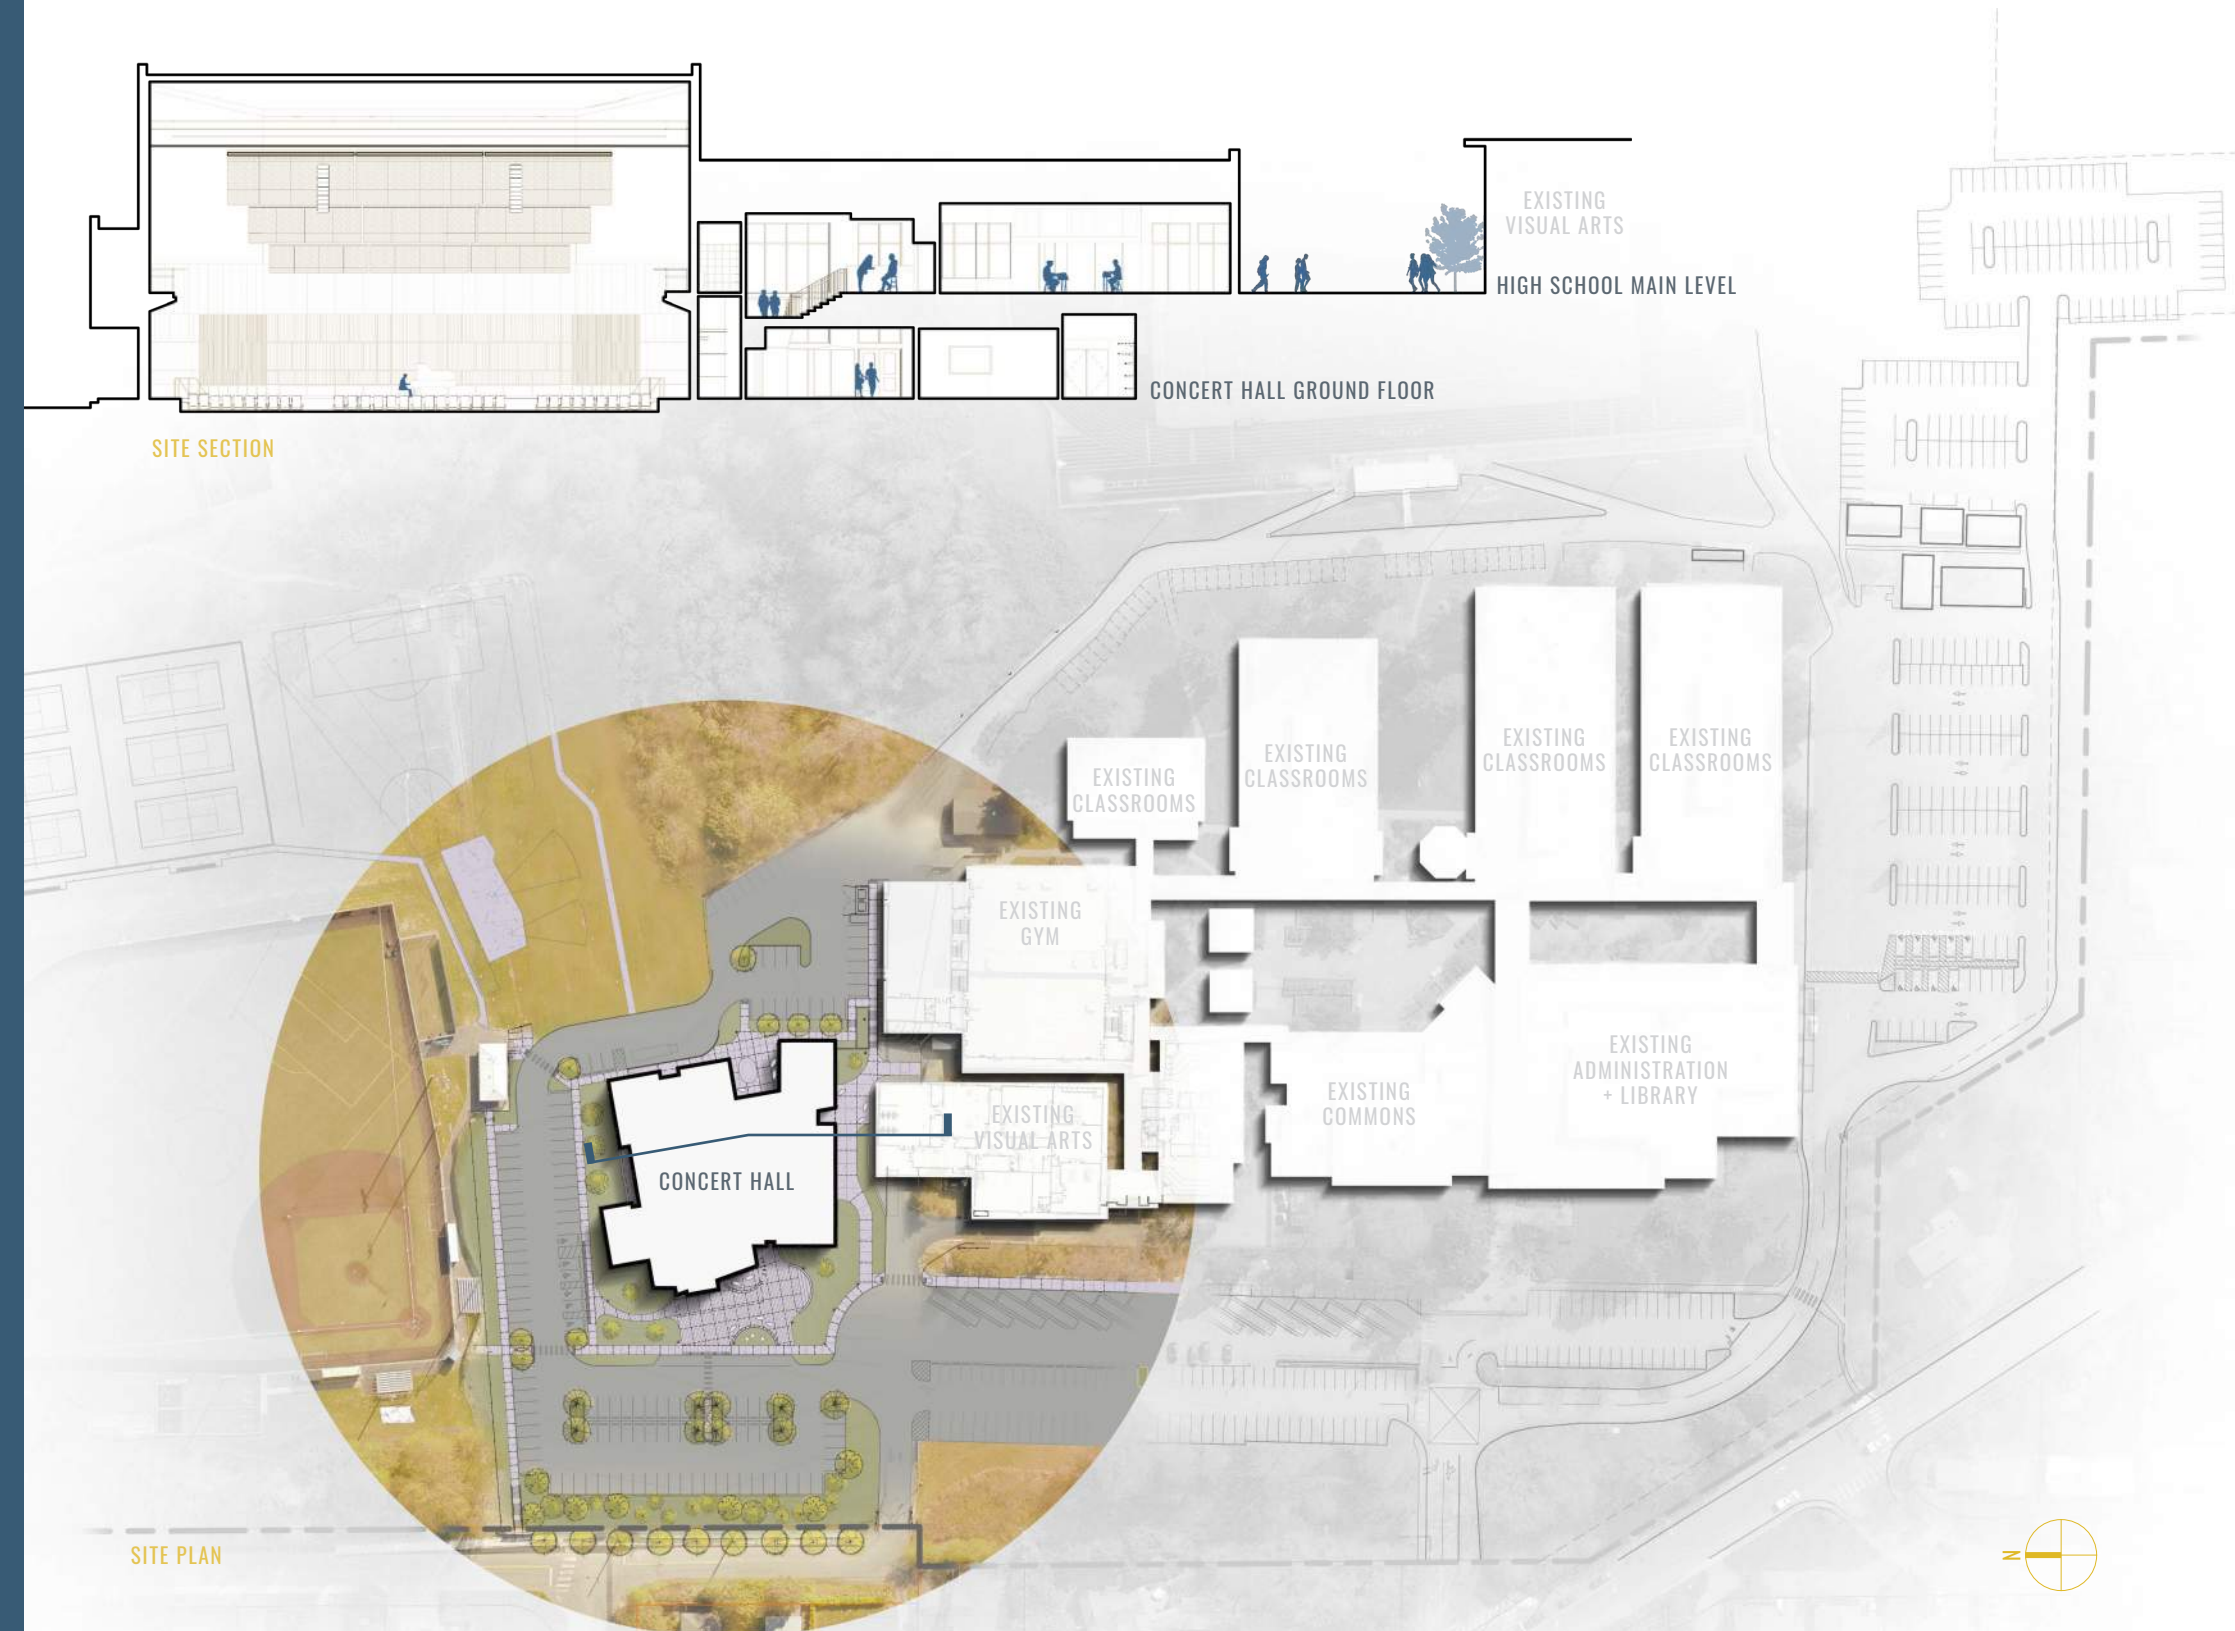 EXISTING
VISUAL ARTS
HIGH SCHOOL MAIN LEVEL
CONCERT HALL GROUND FLOOR
SITE SECTION
EXISTING
CLASSROOMS
EXISTING
CLASSROOMS
EXISTING
CLASSROOMS
EXISTING
CLASSROOMS
EXISTING
GYM
EXISTING
ADMINISTRATION
+ LIBRARY
EXISTING
COMMONS
EXISTING
VISUAL ARTS
CONCERT HALL
SITE PLAN
N